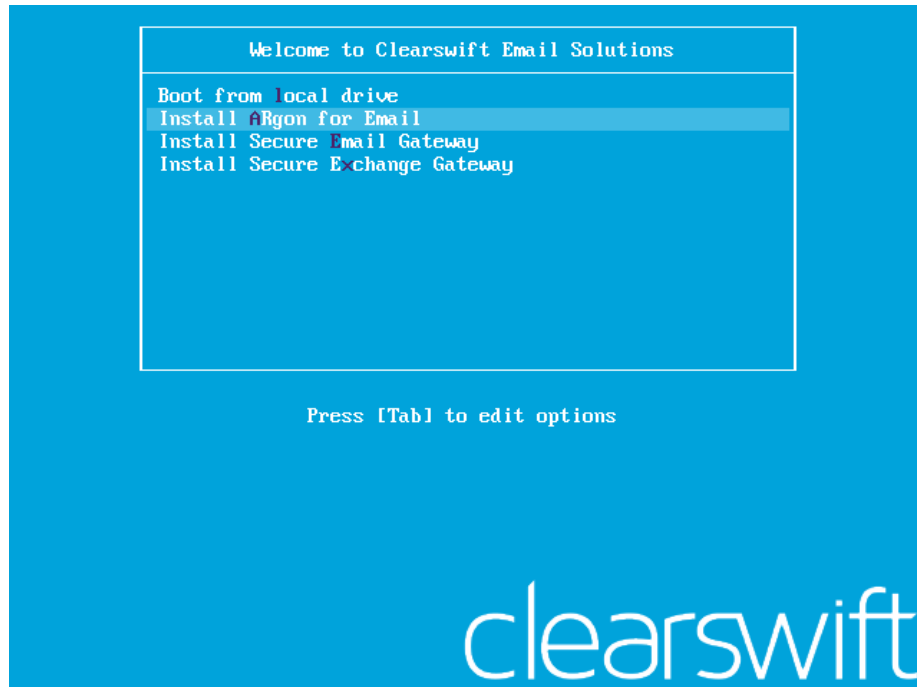 Welcome to Clearswift Email Solutions
Boot from local drive
Install ARgon for Email
Install Secure Email Gateway
Install Secure Exchange Gateway
Press [Tab] to edit options
clearswift